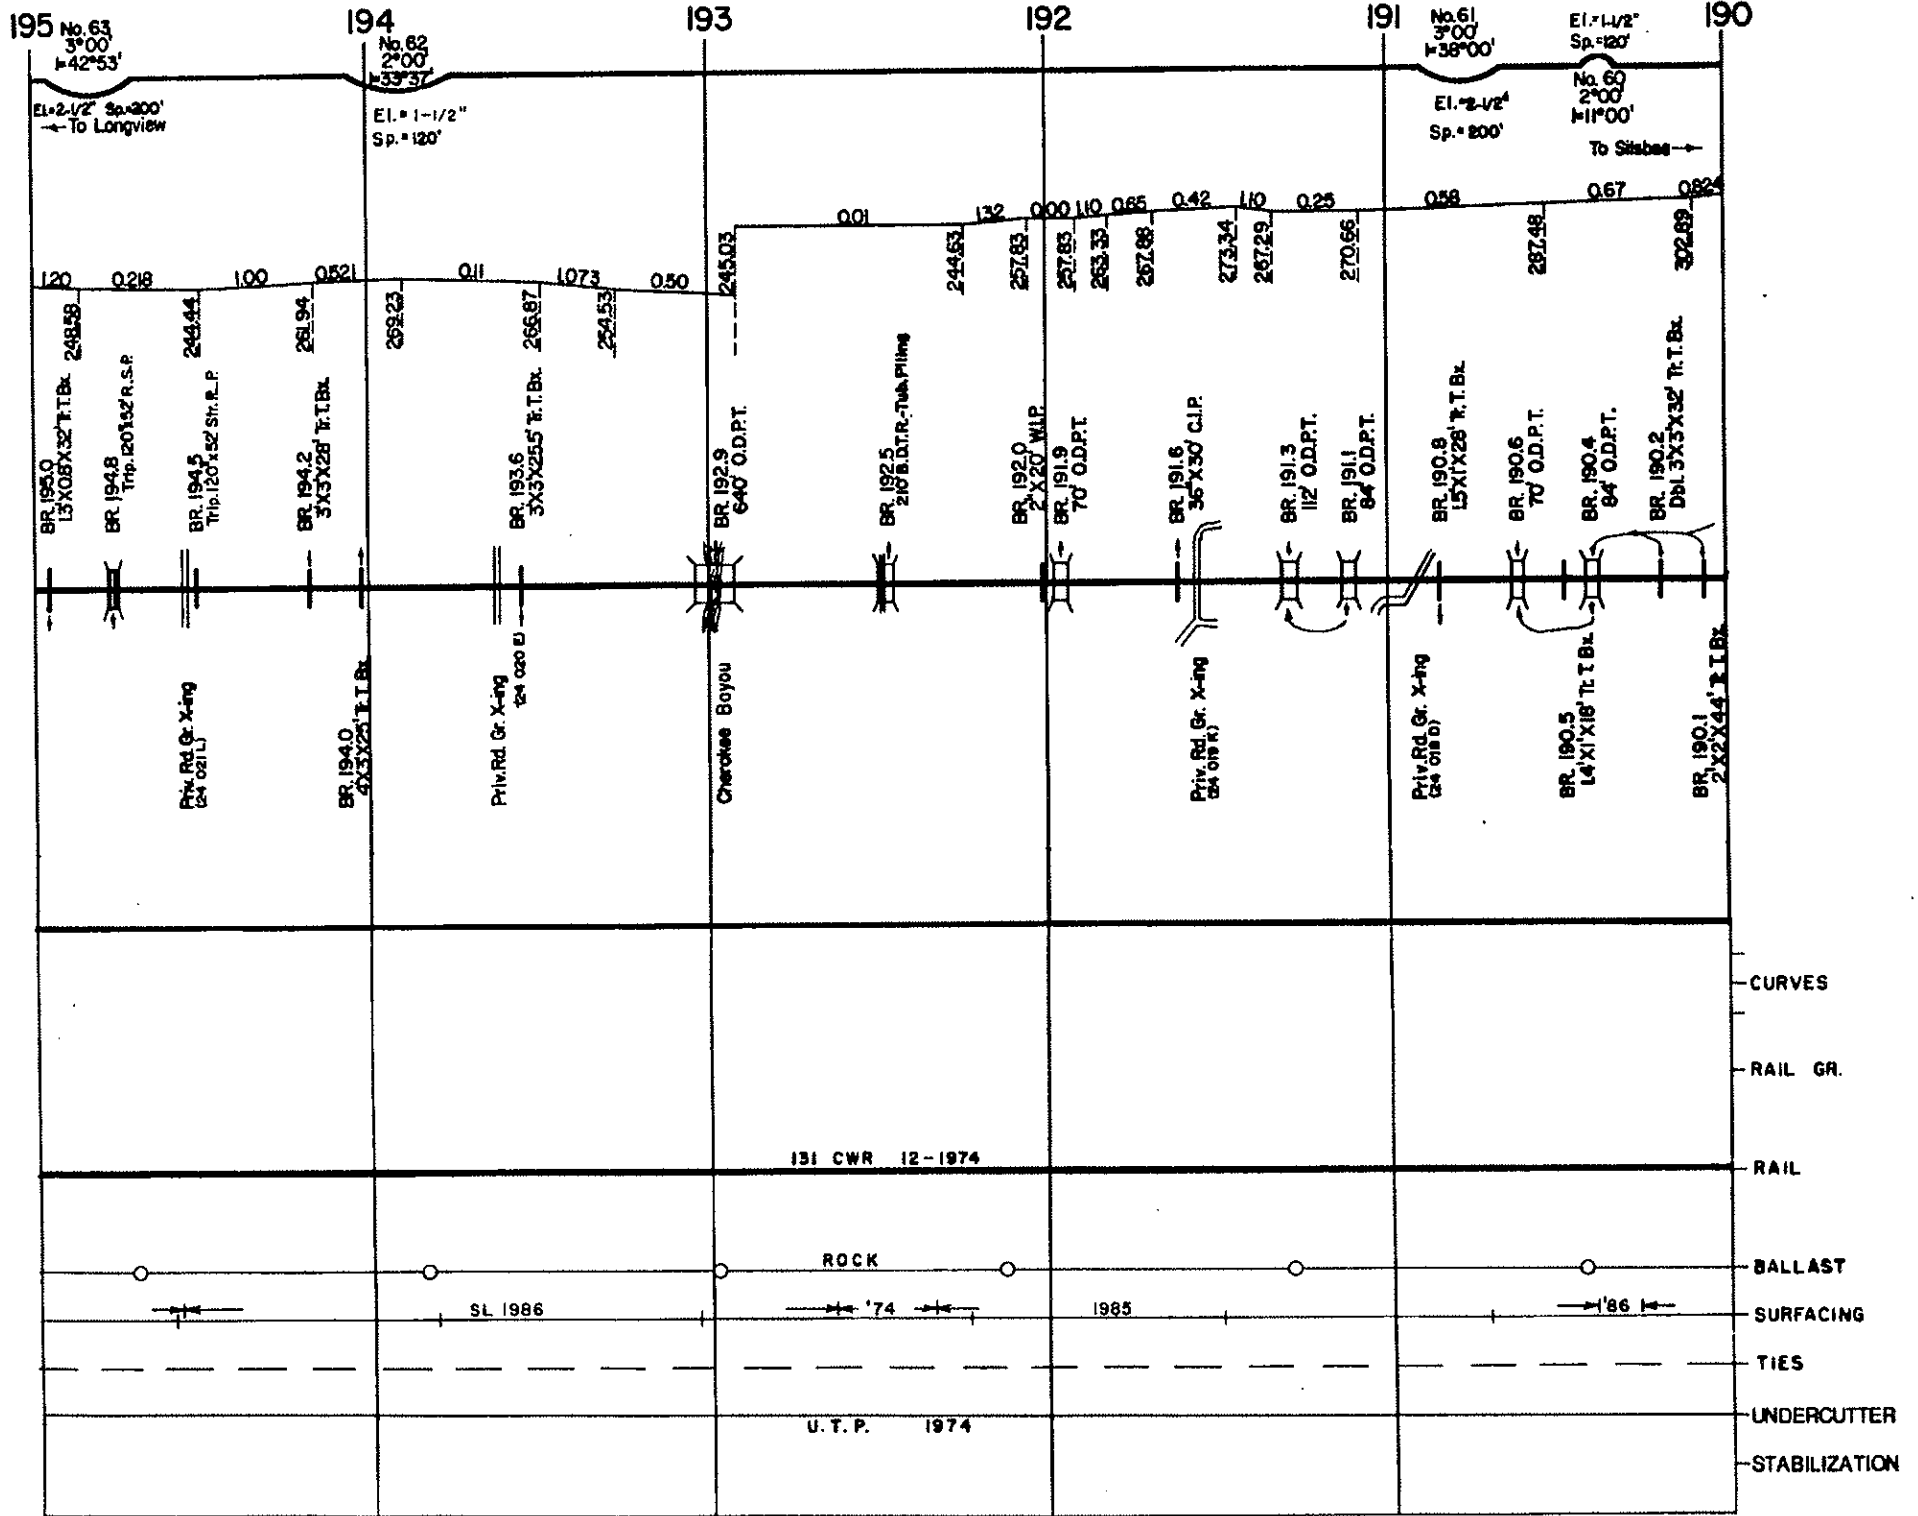 195
194
193
192
191
190
No. 63
3°00'
I=42°53'
El.=2-1/2" Sp.=200'
←To Longview
No. 62
2°00'
I=33°37'
El.=1-1/2"
Sp.=120'
No. 61
3°00'
I=38°00'
El.=2-1/2"
Sp.=200'
El.=1-1/2"
Sp.=120'
No. 60
2°00'
I=11°00'
To Silsbee→
1.20
0.218
1.00
0.521
0.11
1.073
0.50
0.01
1.32
0.00
1.10
0.65
0.42
1.10
0.25
0.58
0.67
0.824
248.58
244.44
261.94
269.23
266.87
254.53
245.03
244.63
257.83
257.83
263.33
267.88
273.34
267.29
270.66
287.48
302.89
BR. 195.0
1.3'X0.8'X32' Tr. T. Bx.
BR. 194.8
Trip. 120"x52' R.S.P.
BR. 194.5
Trip. 120"x52' Str. R. P.
BR. 194.2
3'X3'X28' Tr. T. Bx.
BR. 193.6
3'X3'X25.5' Tr. T. Bx.
BR. 192.9
640' O.D.P.T.
BR. 192.5
210' B.D.T.R.-Tub. Piling
BR. 192.0
2"X20' W.I.P.
BR. 191.9
70' O.D.P.T.
BR. 191.6
36"X30' C.I.P.
BR. 191.3
112' O.D.P.T.
BR. 191.1
84' O.D.P.T.
BR. 190.8
1.5'X1'X28' Tr. T. Bx.
BR. 190.6
70' O.D.P.T.
BR. 190.4
84' O.D.P.T.
BR. 190.2
Dbl. 3'X3'X32' Tr. T. Bx.
Priv. Rd. Gr. X-ing
(24 021 L)
BR. 194.0
4'X3'X25' Tr. T. Bx.
Priv. Rd. Gr. X-ing
(24 020 E)
Cherokee Bayou
Priv. Rd. Gr. X-ing
(24 019 K)
Priv. Rd. Gr. X-ing
(24 018 D)
BR. 190.5
1.4'X1'X18' Tr. T. Bx.
BR. 190.1
2'X2'X44' Tr. T. Bx.
CURVES
RAIL GR.
131 CWR 12-1974
RAIL
ROCK
BALLAST
SL 1986
'74
1985
'86
SURFACING
TIES
U.T.P. 1974
UNDERCUTTER
STABILIZATION